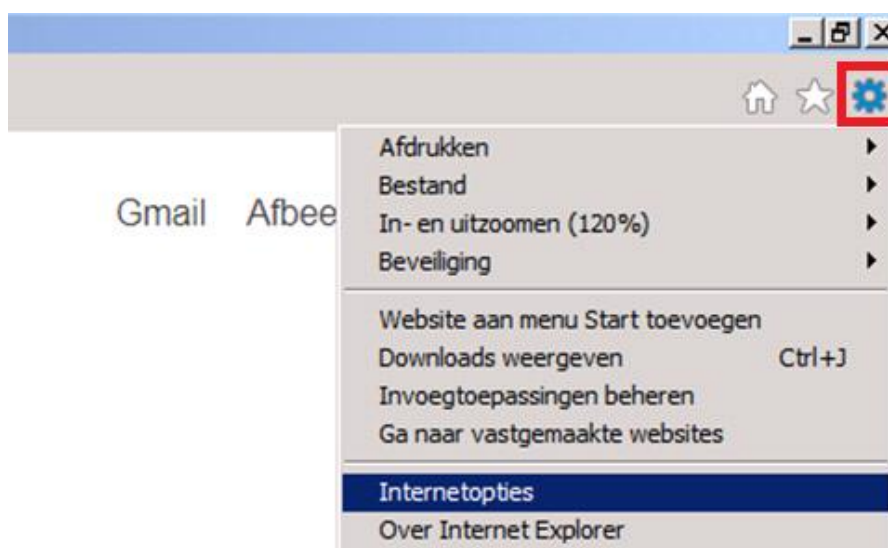 Gmail Afbee
Afdrukken
Bestand
In- en uitzoomen (120%)
Beveiliging
Website aan menu Start toevoegen
Downloads weergeven Ctrl+J
Invoegtoepassingen beheren
Ga naar vastgemaakte websites
Internetopties
Over Internet Explorer